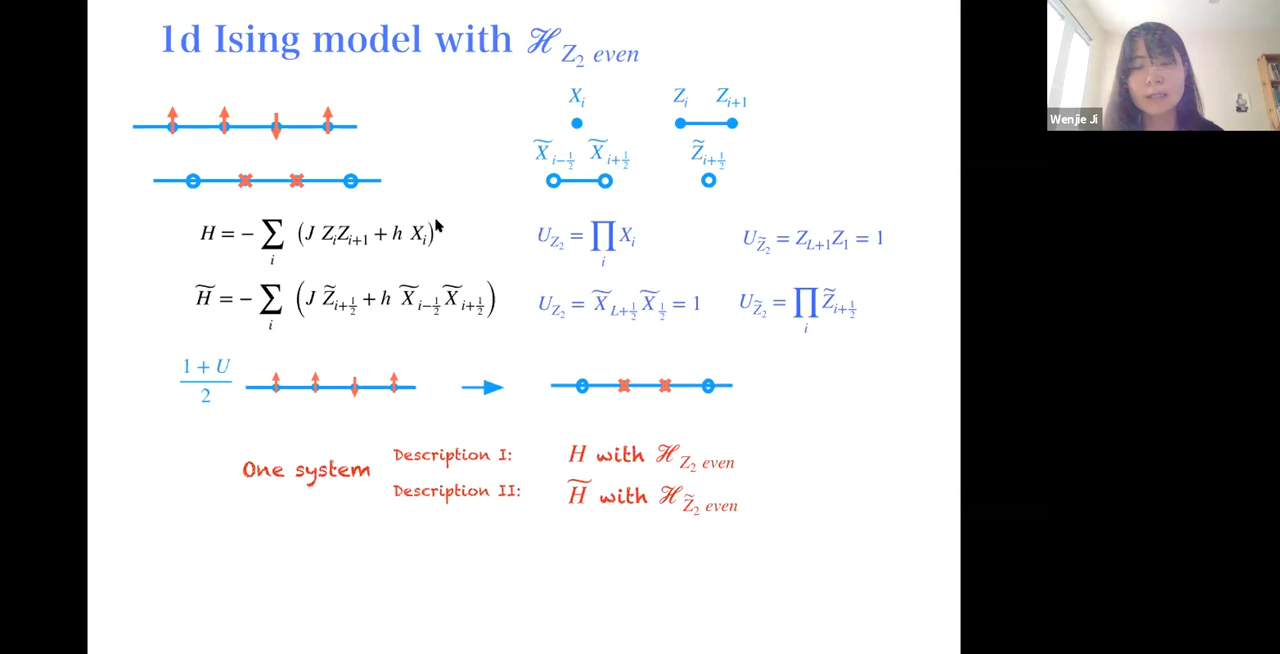 1d Ising model with ℋ_{Z₂ even}
X_i Z_i Z_{i+1}
X̃_{i-½} X̃_{i+½} Z̃_{i+½}
Wenjie Ji
H = − ∑_i (J Z_i Z_{i+1} + h X_i)
U_{Z₂} = ∏_i X_i
U_{Z̃₂} = Z_{L+1} Z_1 = 1
H̃ = − ∑_i (J Z̃_{i+½} + h X̃_{i-½} X̃_{i+½})
U_{Z₂} = X̃_{L+½} X̃_{½} = 1
U_{Z̃₂} = ∏_i Z̃_{i+½}
1 + U
2
One system
Description I: H with ℋ_{Z₂ even}
Description II: H̃ with ℋ_{Z̃₂ even}